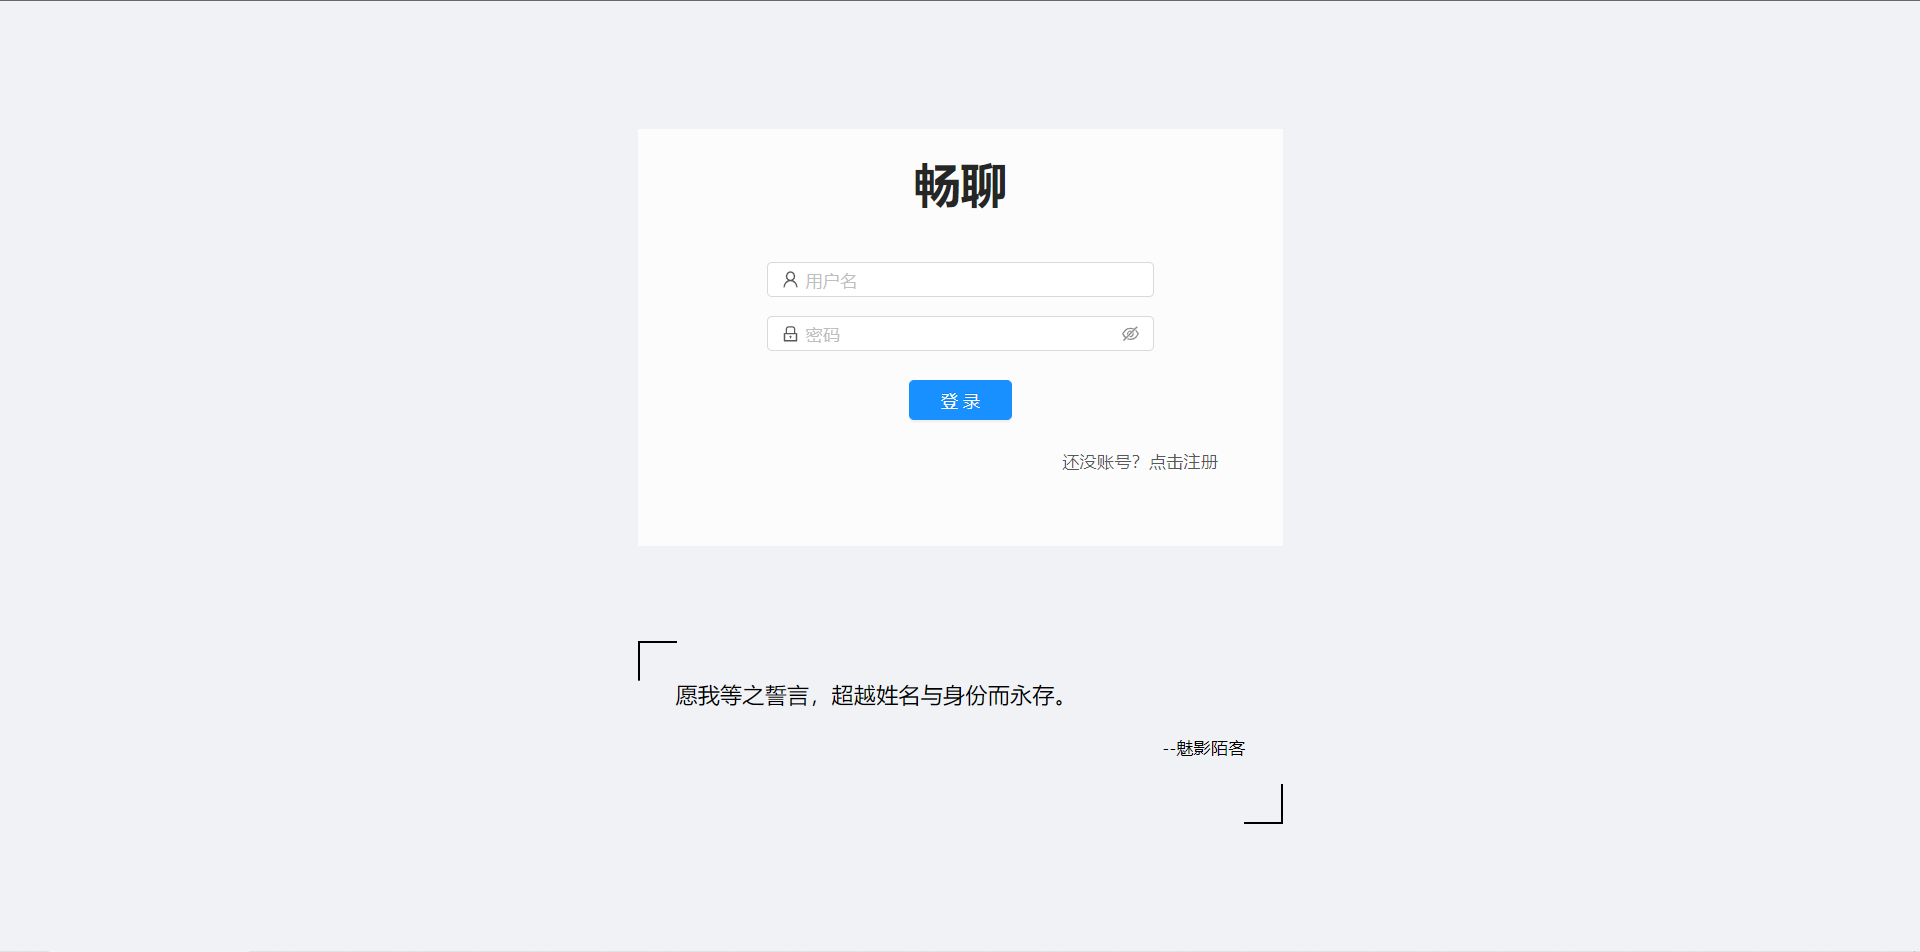 畅聊
用户名
密码
登 录
还没账号？点击注册
愿我等之誓言，超越姓名与身份而永存。
--魅影陌客